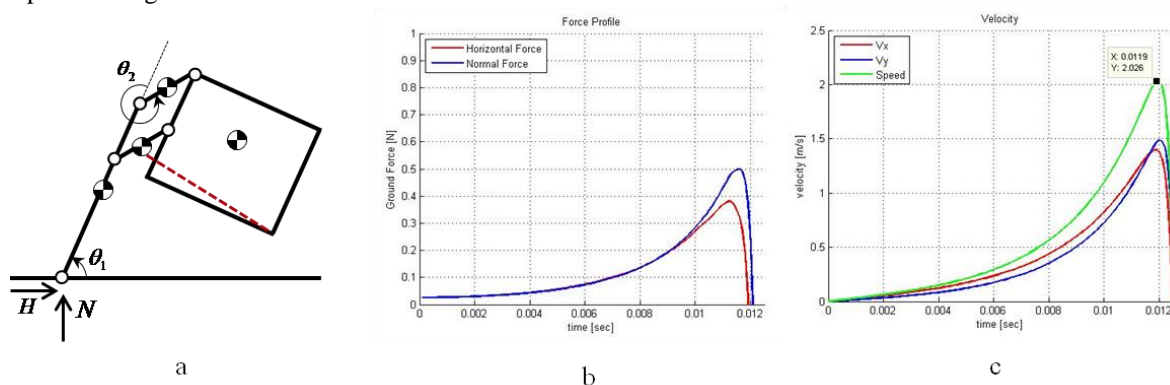 θ2
θ1
H
N
a
Force Profile
Horizontal Force
Normal Force
Ground Force [N]
1
0.9
0.8
0.7
0.6
0.5
0.4
0.3
0.2
0.1
0
0 0.002 0.004 0.006 0.008 0.01 0.012
time [sec]
b
Velocity
Vx
Vy
Speed
X: 0.0119
Y: 2.026
velocity [m/s]
2.5
2
1.5
1
0.5
0
0 0.002 0.004 0.006 0.008 0.01 0.012
time [sec]
c